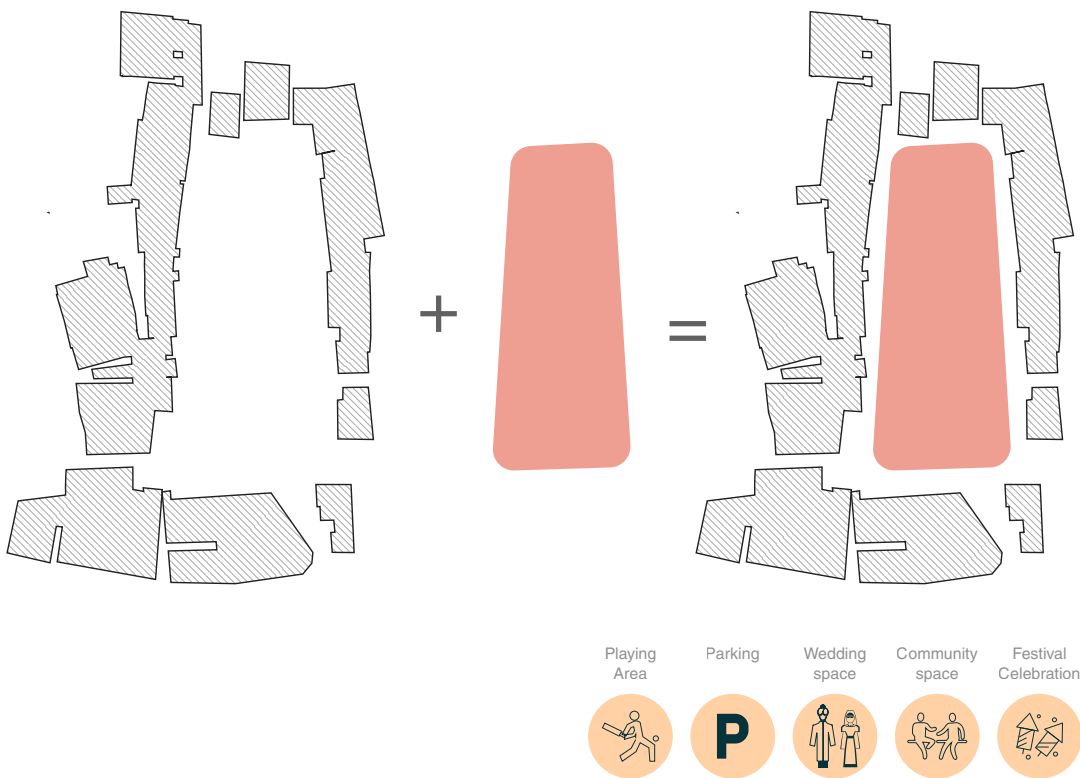 +
=
Playing
Area
Parking
Wedding
space
Community
space
Festival
Celebration
P